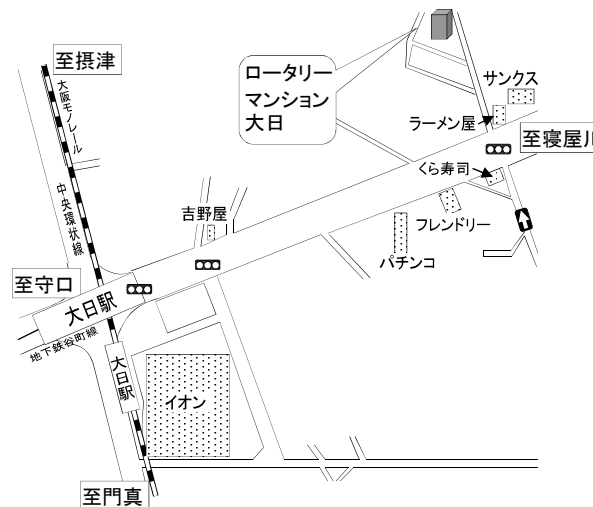 至摂津
大阪モノレール
中央環状線
ロータリー
マンション
大日
サンクス
ラーメン屋
至寝屋川
くら寿司
フレンドリー
パチンコ
吉野屋
至守口
大日駅
地下鉄谷町線
大日駅
イオン
至門真